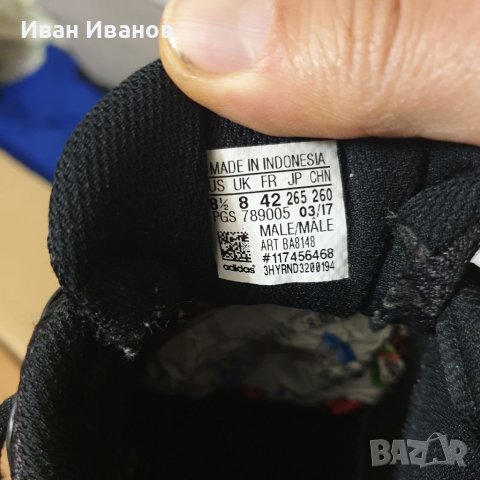 Иван Иванов
MADE IN INDONESIA
US UK FR JP CHN
8½ 8 42 265 260
PGS 789005 03/17
MALE/MÂLE
ART BA8148
#117456468
adidas 3HYRND3200194
BAZAR